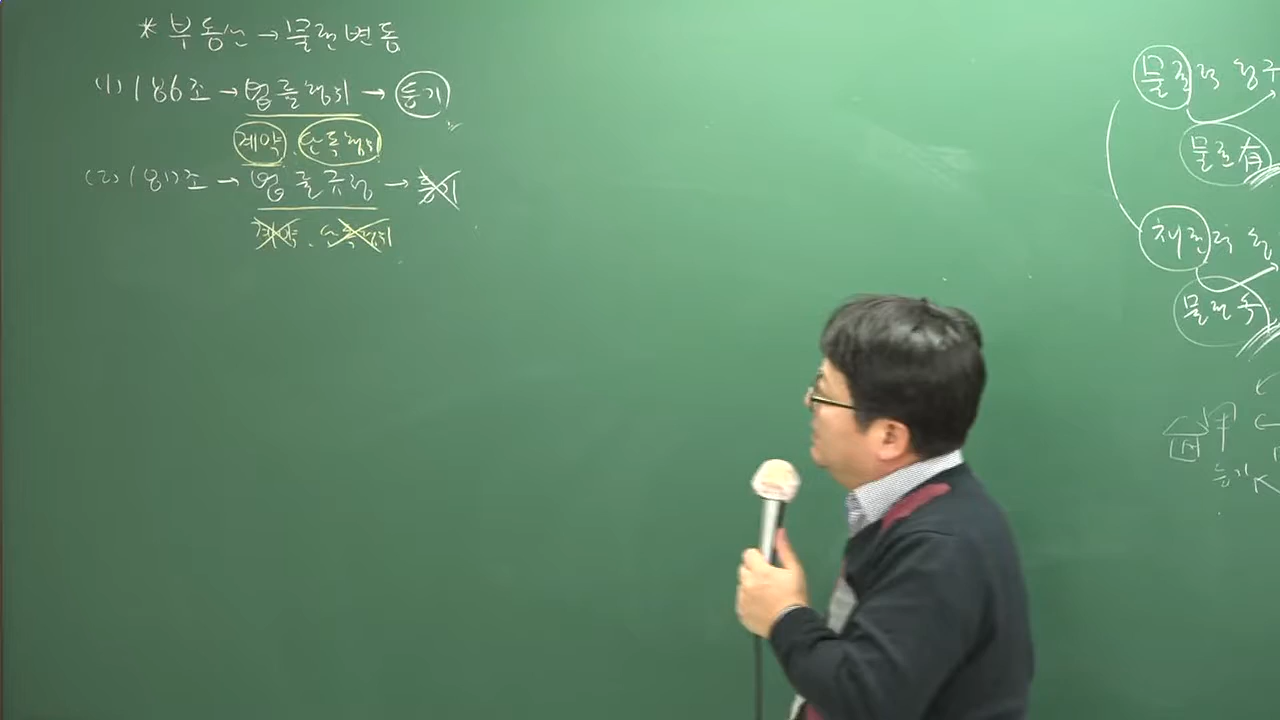 * 부동산 → 물권변동
(1) 186조 → 법률행위 → 등기
계약 . 단독행위
(2) 187조 → 법률규정 → 등기
계약 . 단독행위
물권적 청구
물권有
채권적 청
물권
등기